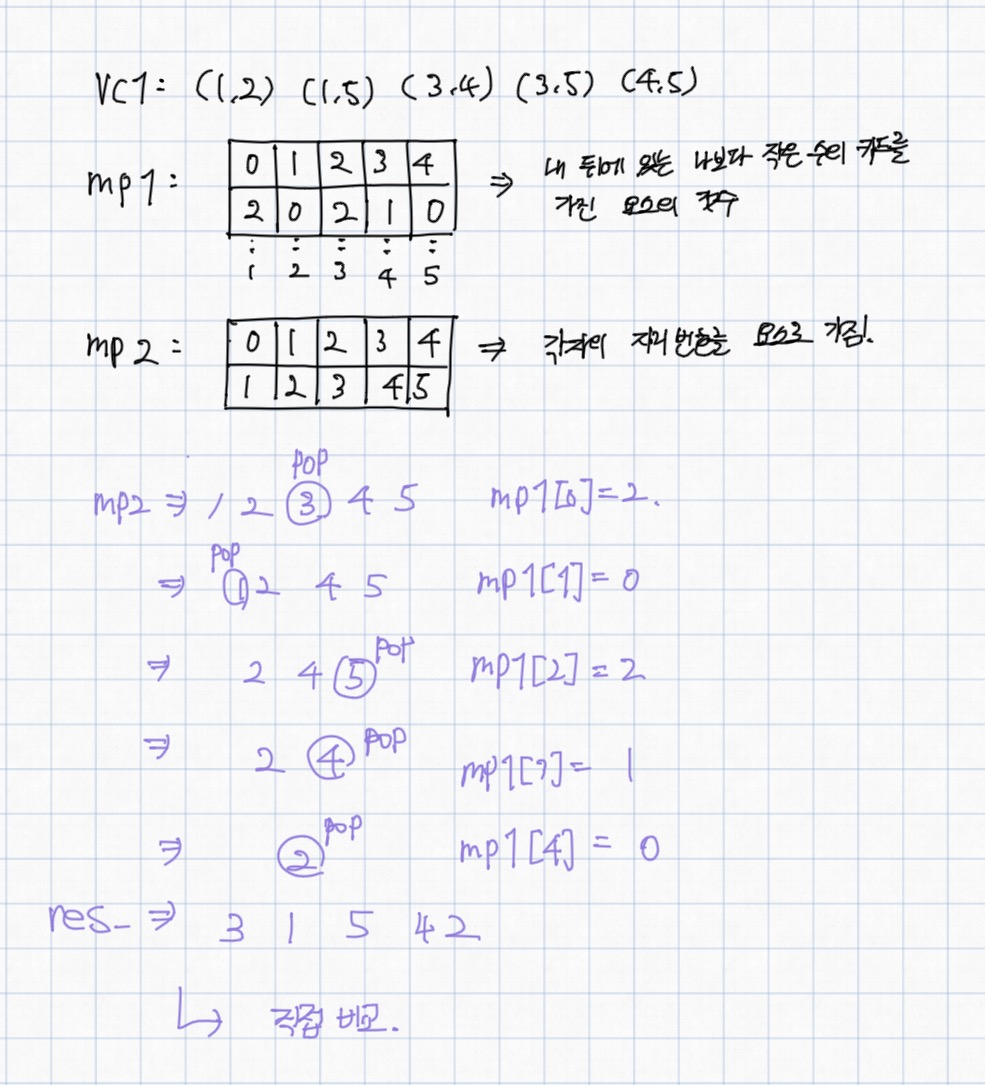 VC1 = (1,2) (1,5) (3,4) (3,5) (4,5)
mp1 : 0 1 2 3 4 ⇒ 내 뒤에 있는 나보다 작은 수의 카드를
2 0 2 1 0 가진 요소의 갯수
1 2 3 4 5
mp2 = 0 1 2 3 4 ⇒ 각자의 자리 번호를 요소로 가짐.
1 2 3 4 5
POP
mp2 ⇒ 1 2 3 4 5 mp1[0]=2.
POP
⇒ 1 2 4 5 mp1[1]= 0
⇒ 2 4 5 POP mp1[2] = 2
⇒ 2 4 POP mp1[3]= 1
⇒ 2 POP mp1[4] = 0
res_ ⇒ 3 1 5 4 2
↳ 직접 비교.